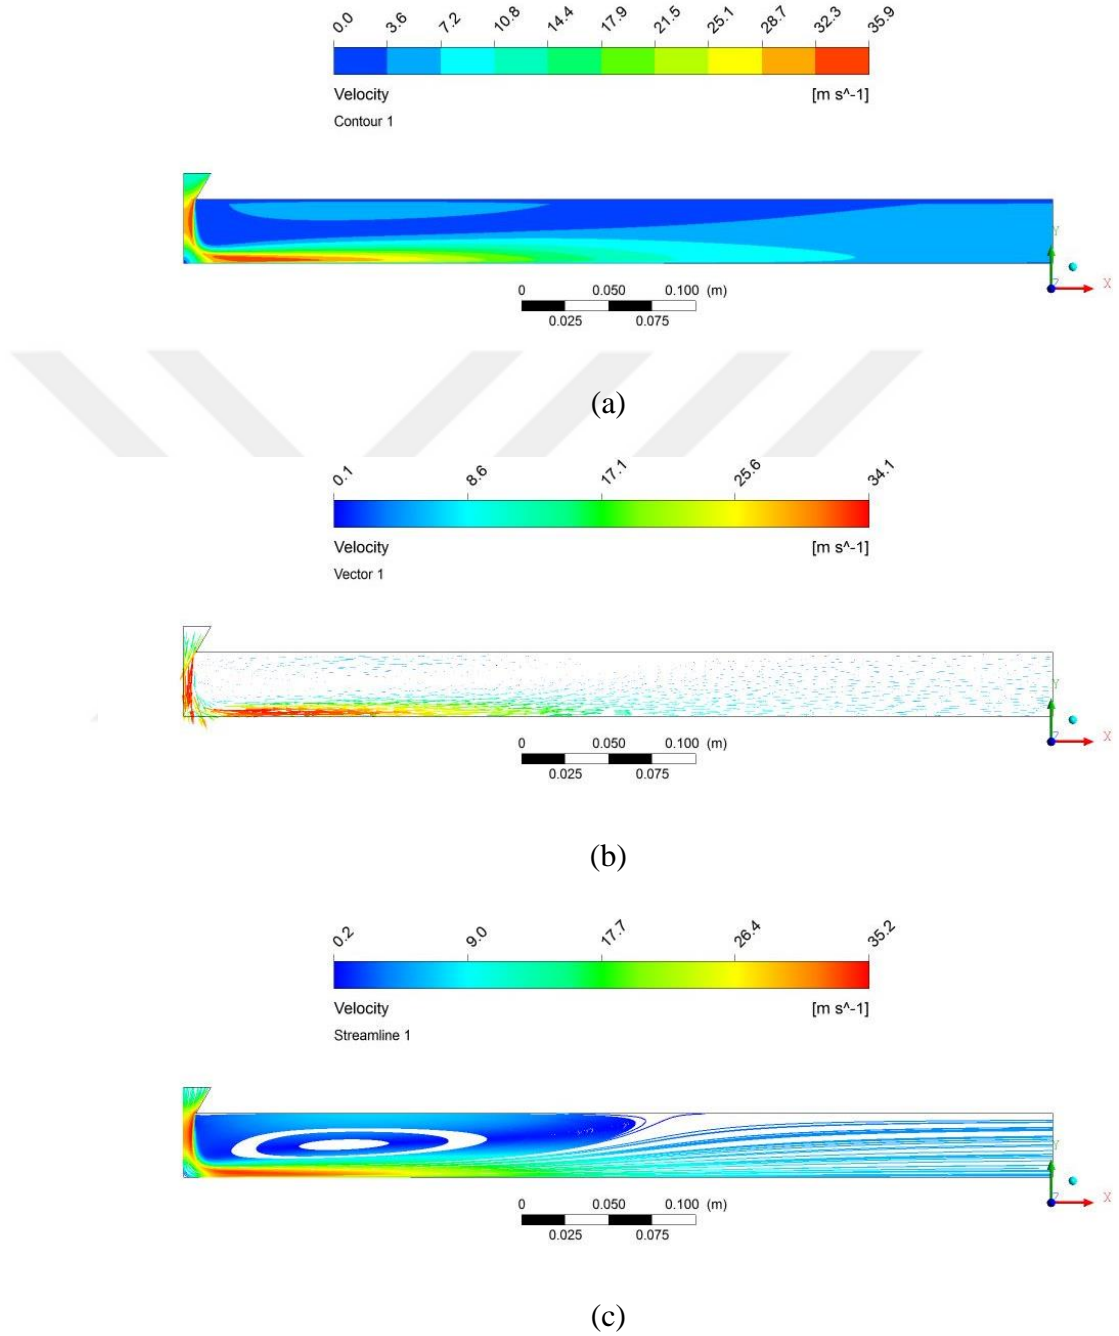 0.0 3.6 7.2 10.8 14.4 17.9 21.5 25.1 28.7 32.3 35.9
Velocity [m s^-1]
Contour 1
Y
Z X
0 0.050 0.100 (m)
0.025 0.075
(a)
0.1 8.6 17.1 25.6 34.1
Velocity [m s^-1]
Vector 1
Y
Z X
0 0.050 0.100 (m)
0.025 0.075
(b)
0.2 9.0 17.7 26.4 35.2
Velocity [m s^-1]
Streamline 1
Y
Z X
0 0.050 0.100 (m)
0.025 0.075
(c)